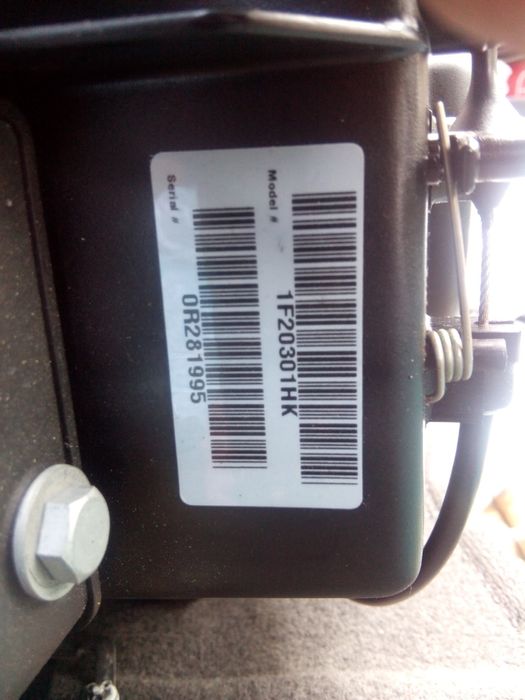 Model #
1F20301HK
Serial #
0R281995